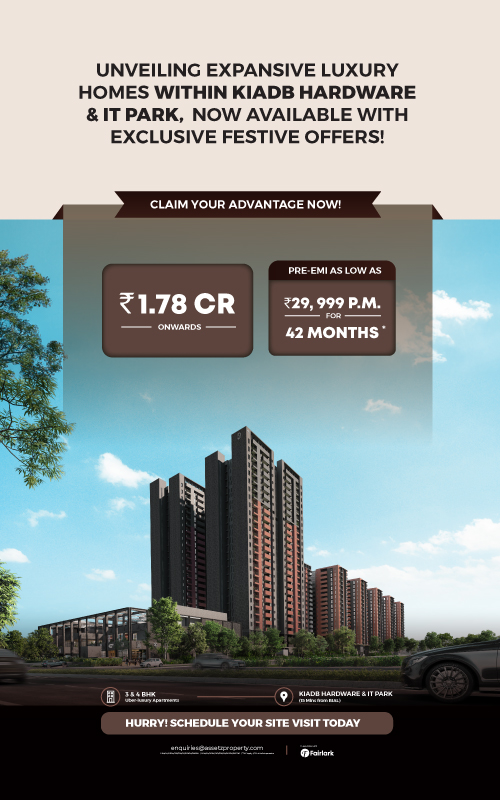 UNVEILING EXPANSIVE LUXURY
HOMES WITHIN KIADB HARDWARE
& IT PARK, NOW AVAILABLE WITH
EXCLUSIVE FESTIVE OFFERS!
CLAIM YOUR ADVANTAGE NOW!
₹1.78 CR
ONWARDS
PRE-EMI AS LOW AS
₹29, 999 P.M.
FOR
42 MONTHS*
3 & 4 BHK
Uber-luxury Apartments
KIADB HARDWARE & IT PARK
(15 Mins from BIAL)
HURRY! SCHEDULE YOUR SITE VISIT TODAY
enquiries@assetzproperty.com
Fairlark